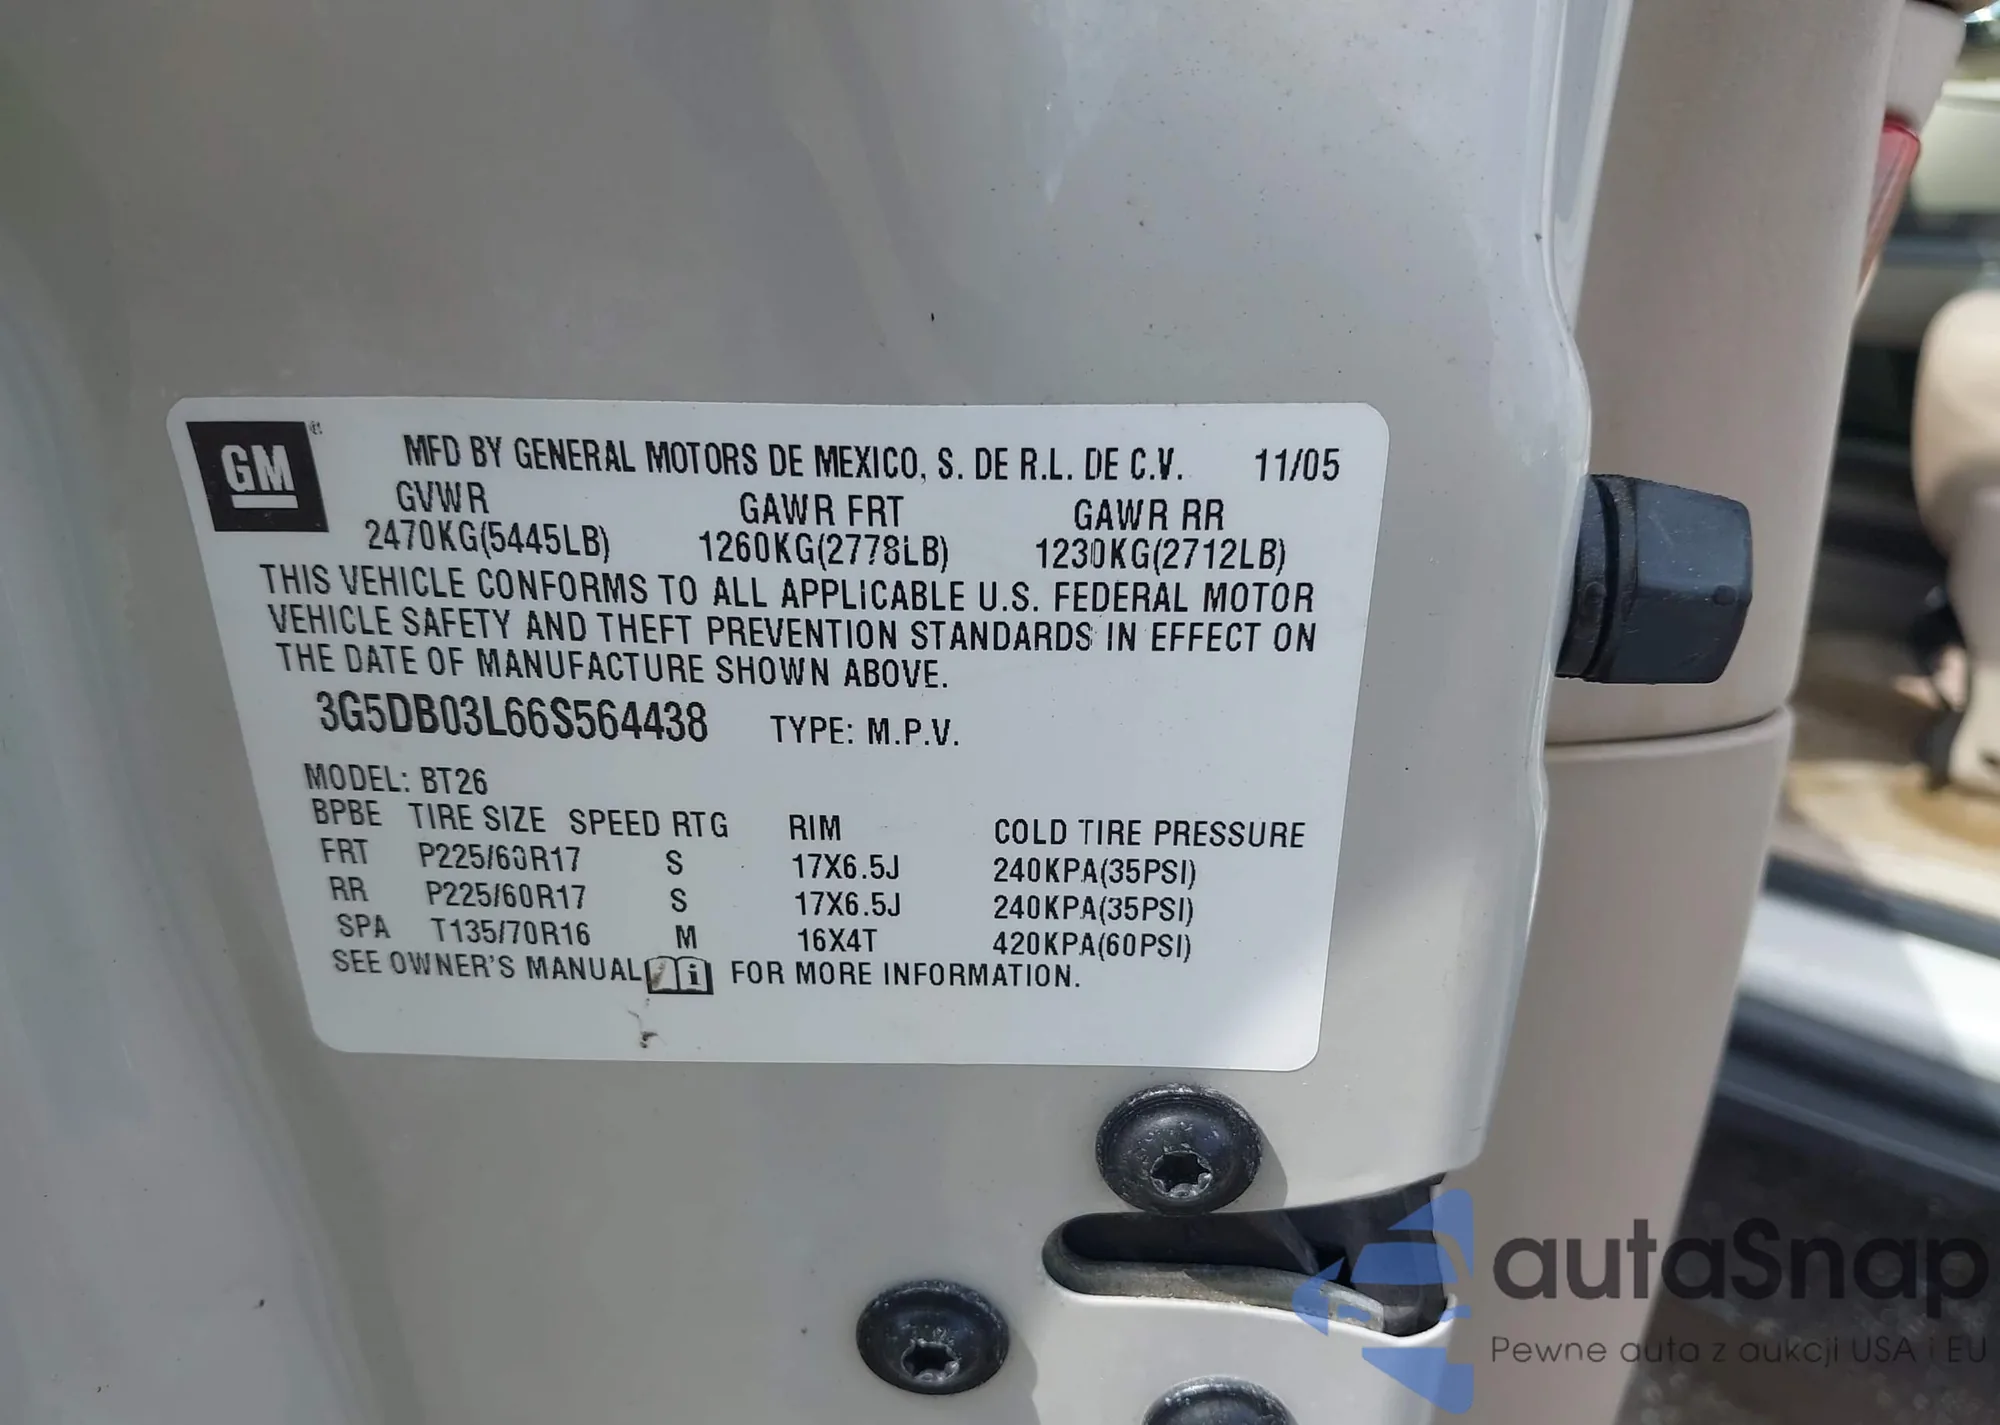 GM
MFD BY GENERAL MOTORS DE MEXICO, S. DE R.L. DE C.V. 11/05
GVWR GAWR FRT GAWR RR
2470KG(5445LB) 1260KG(2778LB) 1230KG(2712LB)
THIS VEHICLE CONFORMS TO ALL APPLICABLE U.S. FEDERAL MOTOR
VEHICLE SAFETY AND THEFT PREVENTION STANDARDS IN EFFECT ON
THE DATE OF MANUFACTURE SHOWN ABOVE.
3G5DB03L66S564438 TYPE: M.P.V.
MODEL: BT26
BPBE TIRE SIZE SPEED RTG RIM COLD TIRE PRESSURE
FRT P225/60R17 S 17X6.5J 240KPA(35PSI)
RR P225/60R17 S 17X6.5J 240KPA(35PSI)
SPA T135/70R16 M 16X4T 420KPA(60PSI)
SEE OWNER'S MANUAL i FOR MORE INFORMATION.
autaSnap
Pewne auta z aukcji USA i EU